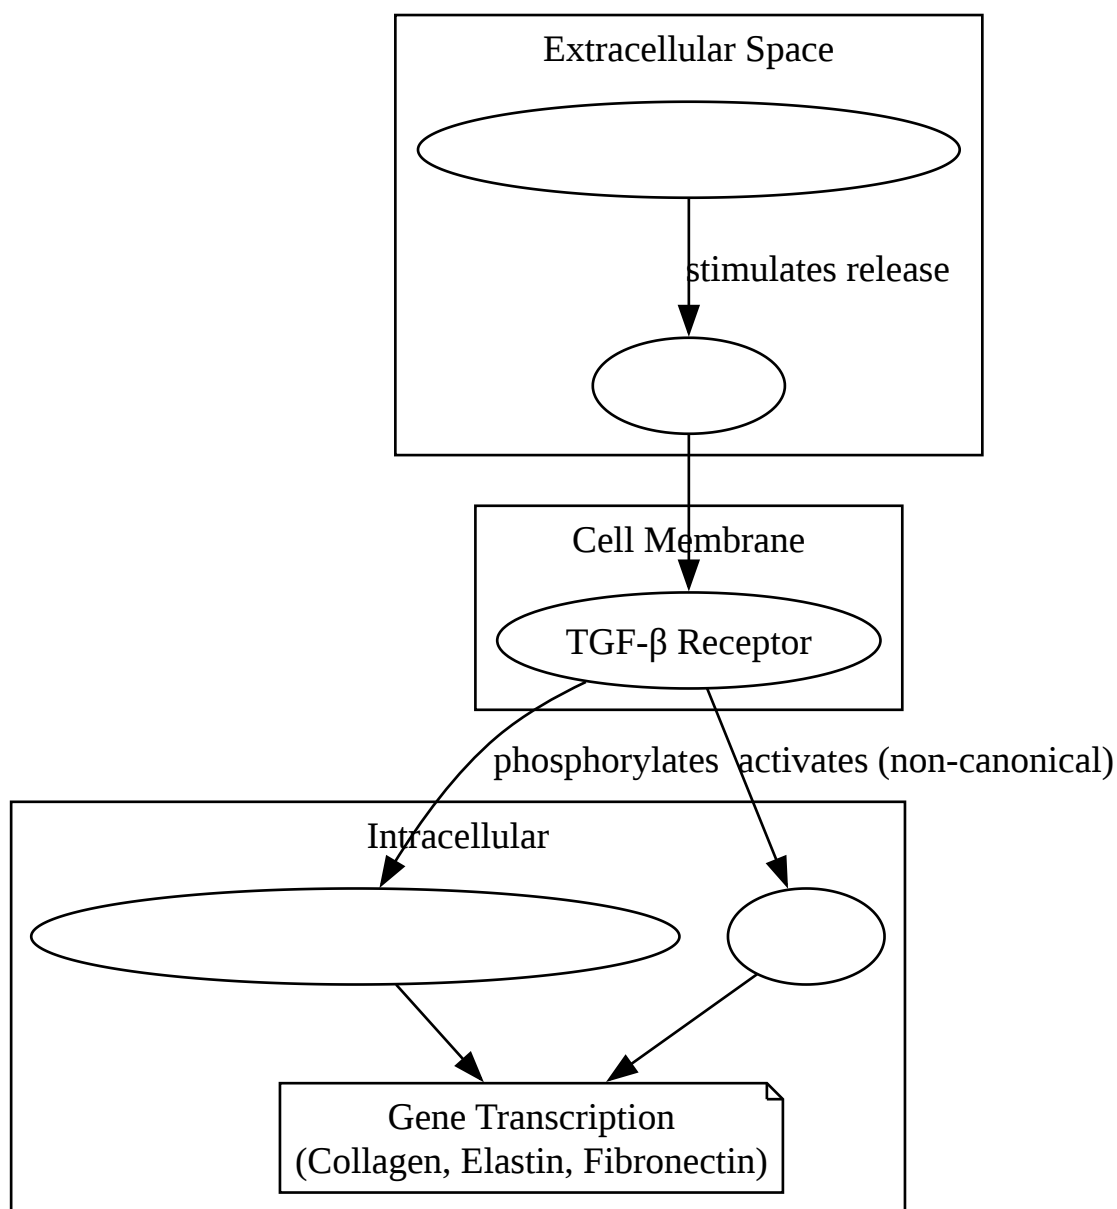 Extracellular Space
stimulates release
Cell Membrane
TGF-β Receptor
phosphorylates
activates (non-canonical)
Intracellular
Gene Transcription
(Collagen, Elastin, Fibronectin)